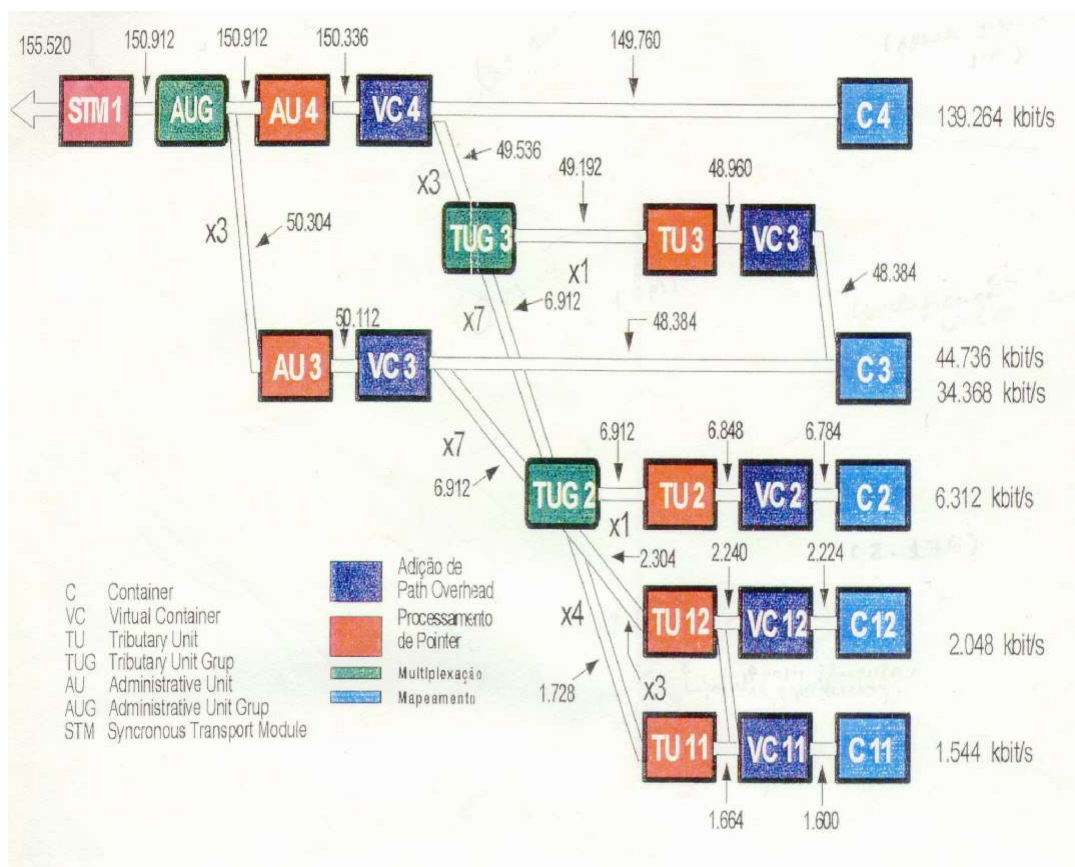 155.520
150.912
150.912
150.336
149.760
STM 1
AUG
AU 4
VC 4
C 4
139.264 kbit/s
49.536
x3
49.192
48.960
x3
50.304
TUG 3
TU 3
VC 3
x1
48.384
x7
6.912
50.112
48.384
AU 3
VC 3
C 3
44.736 kbit/s
34.368 kbit/s
x7
6.912
6.912
6.848
6.784
TUG 2
TU 2
VC 2
C 2
6.312 kbit/s
x1
2.304
2.240
2.224
C Container
VC Virtual Container
TU Tributary Unit
TUG Tributary Unit Grup
AU Administrative Unit
AUG Administrative Unit Grup
STM Syncronous Transport Module
Adição de
Path Overhead
Processamento
de Pointer
Multiplexação
Mapeamento
x4
TU 12
VC 12
C 12
2.048 kbit/s
1.728
x3
TU 11
VC 11
C 11
1.544 kbit/s
1.664
1.600